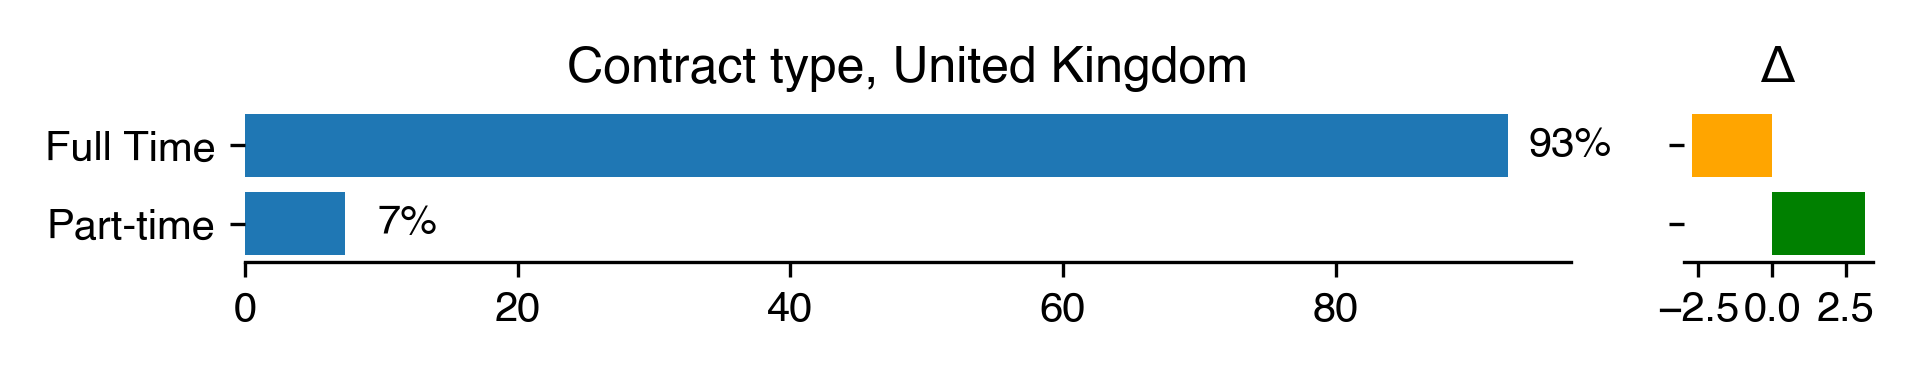 Contract type, United Kingdom
Δ
Full Time
93%
Part-time
7%
0 20 40 60 80
−2.5 0.0 2.5